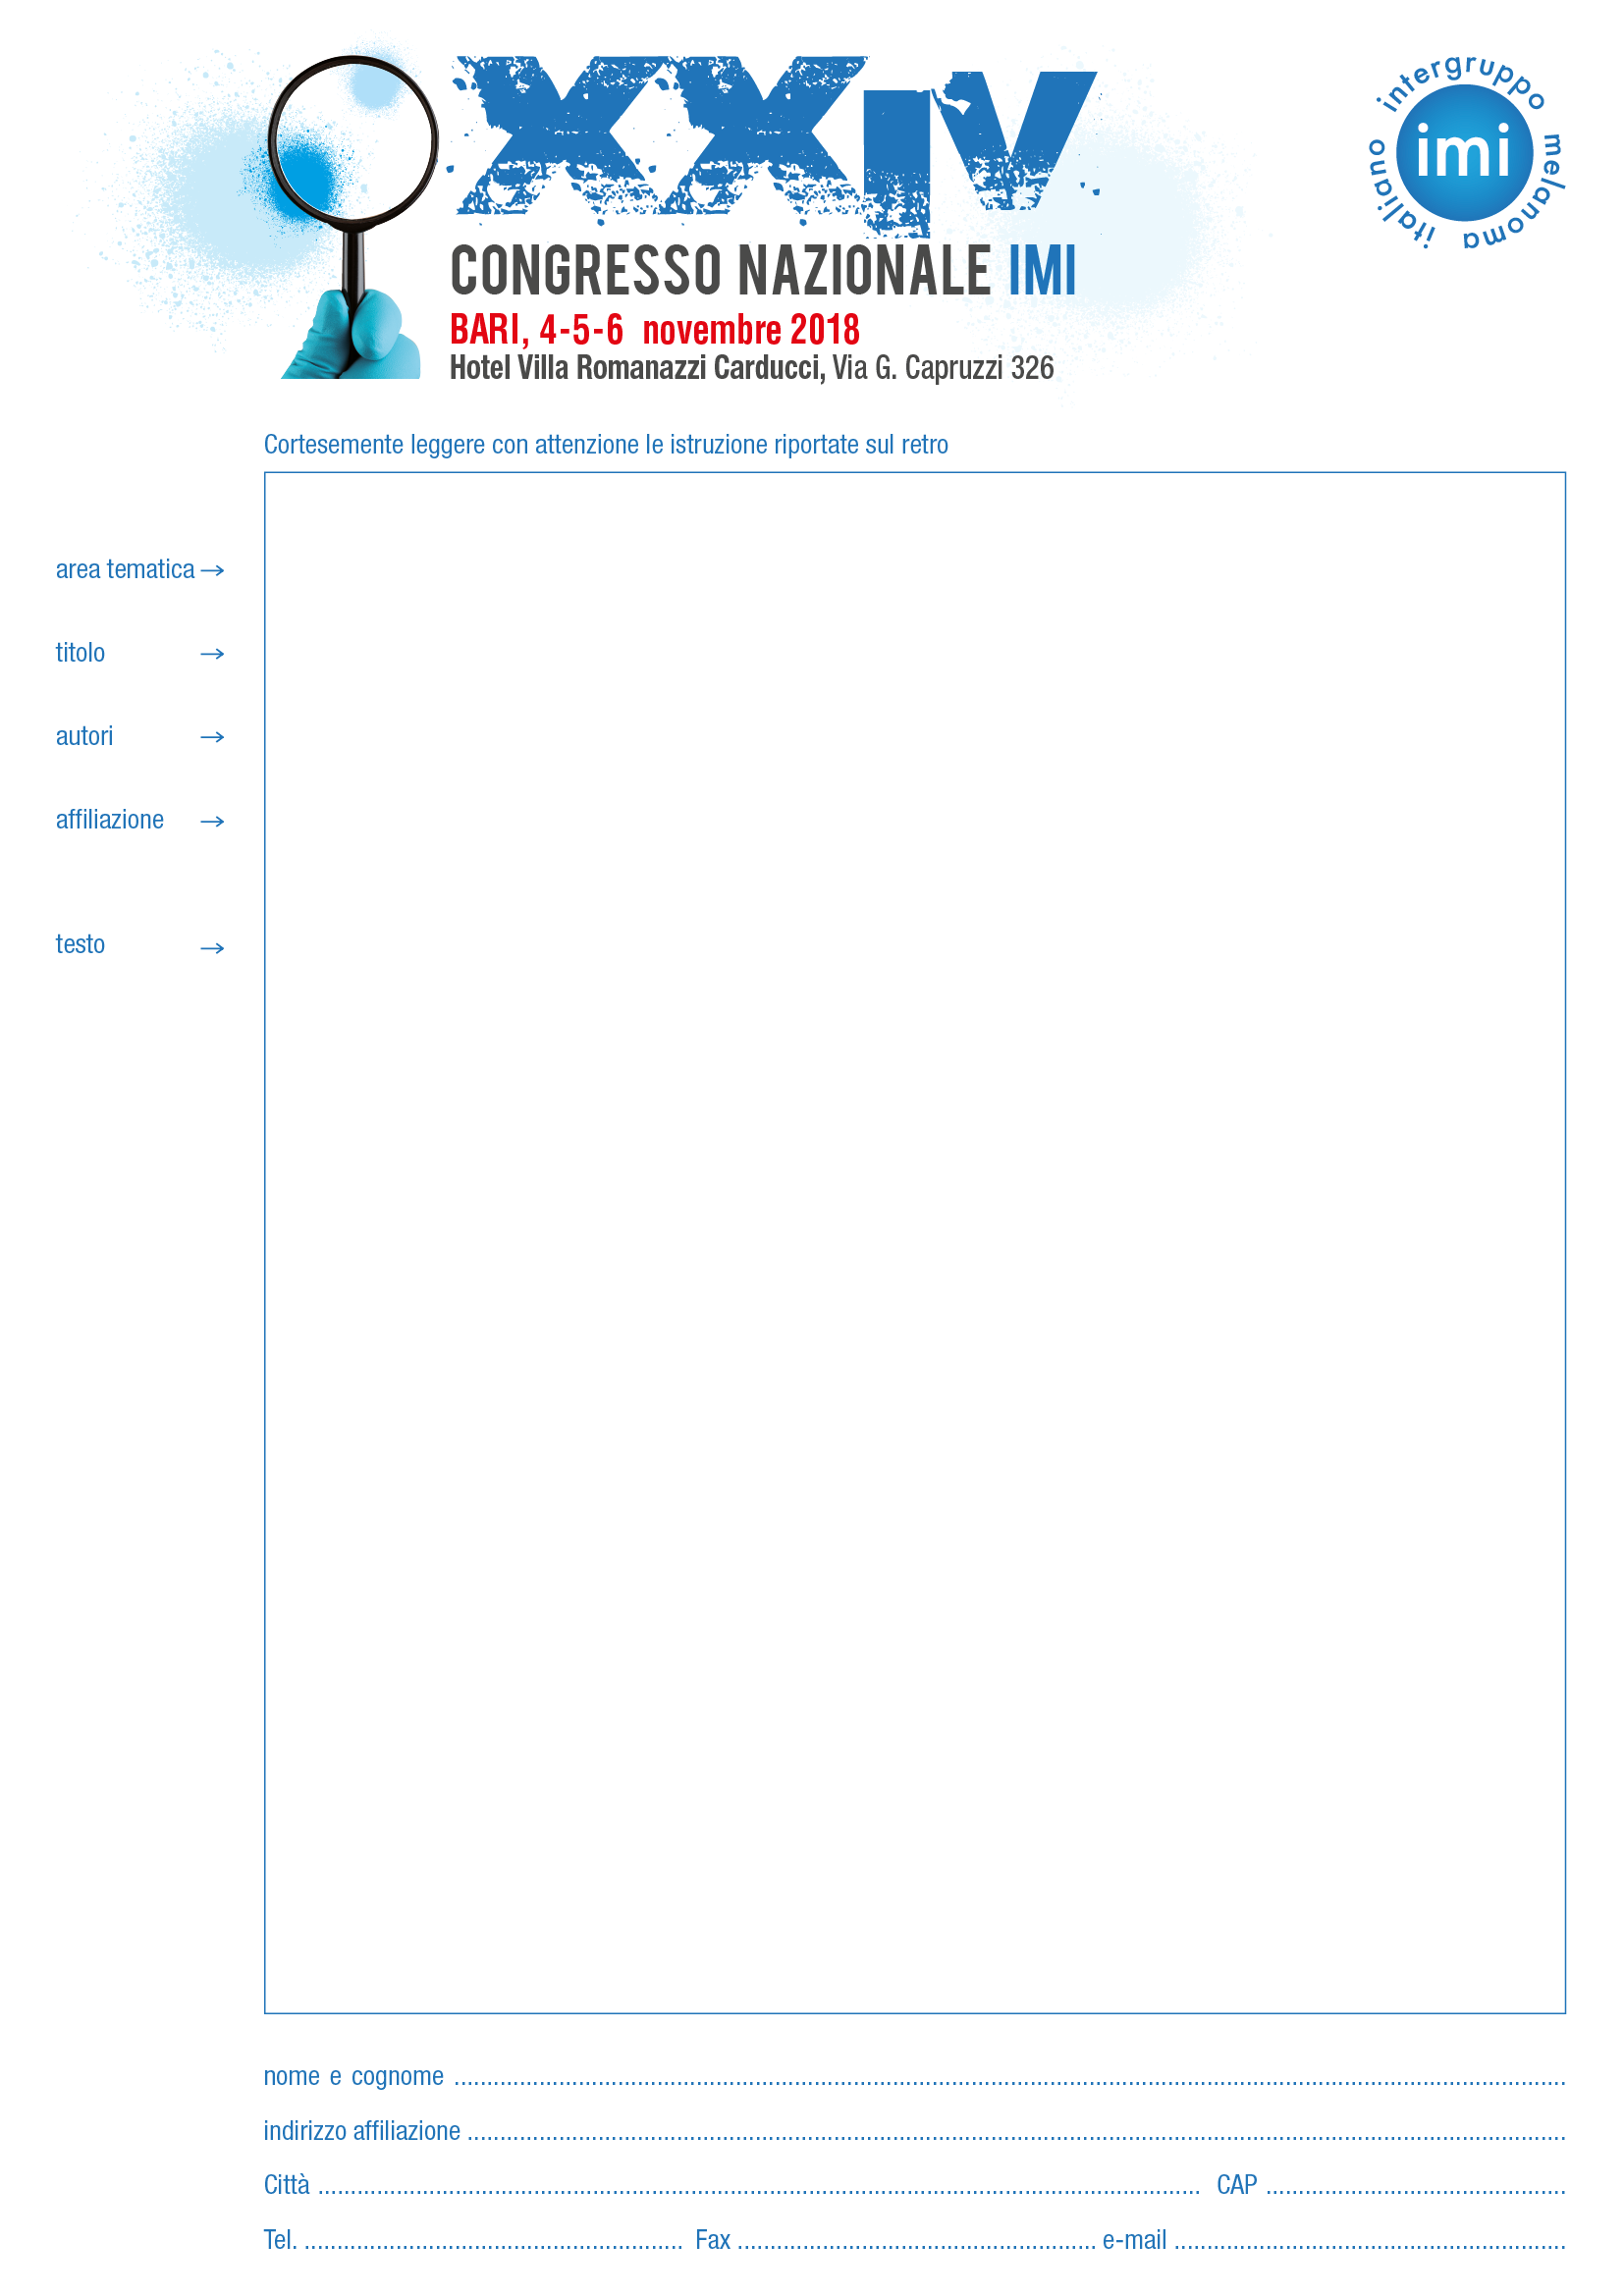 XXIV
intergruppo melanoma italiano
imi
CONGRESSO NAZIONALE IMI
BARI, 4-5-6 novembre 2018
Hotel Villa Romanazzi Carducci, Via G. Capruzzi 326
Cortesemente leggere con attenzione le istruzione riportate sul retro
area tematica →
titolo →
autori →
affiliazione →
testo →
nome e cognome ................................................................
indirizzo affiliazione ................................................................
Città ................................................................ CAP ................................
Tel. ................................ Fax ................................ e-mail ................................